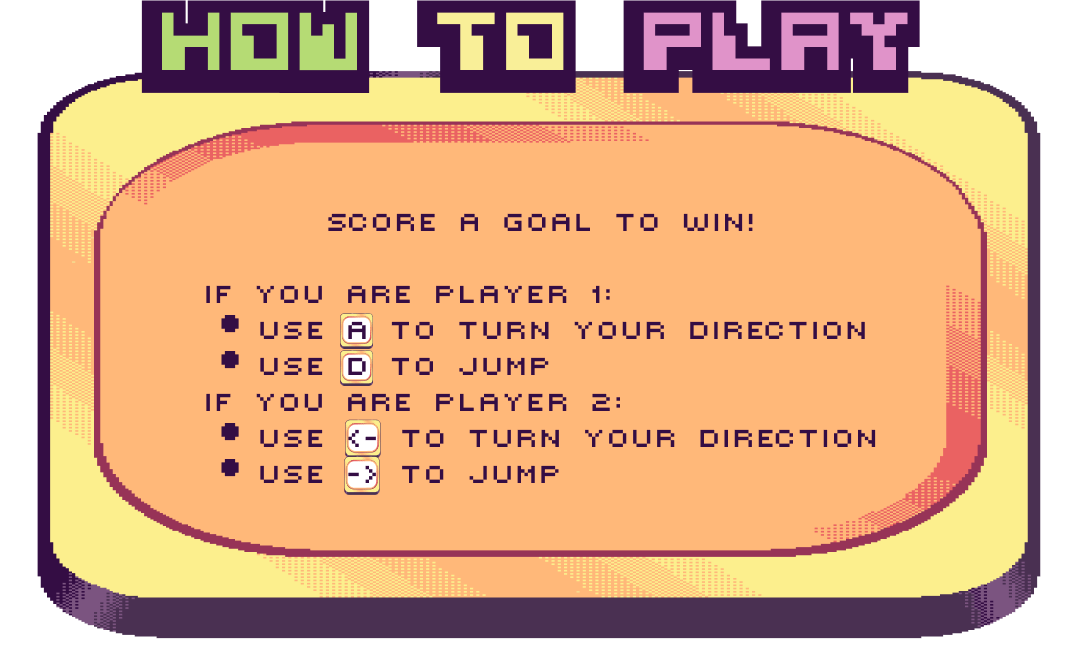 HOW TO PLAY
SCORE A GOAL TO WIN!
IF YOU ARE PLAYER 1:
• USE A TO TURN YOUR DIRECTION
• USE D TO JUMP
IF YOU ARE PLAYER 2:
• USE <- TO TURN YOUR DIRECTION
• USE -> TO JUMP